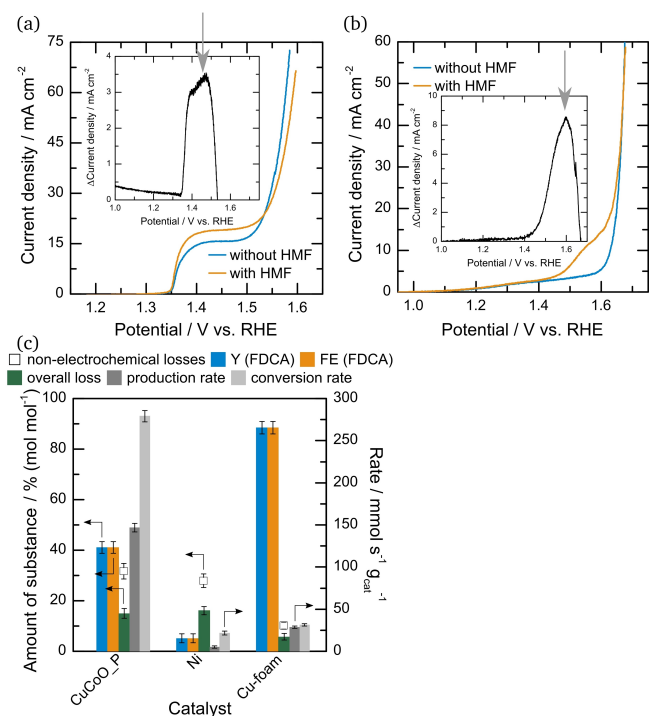 (a)
75
60
45
30
15
0
Current density / mA cm⁻²
4
3
2
1
0
ΔCurrent density / mA cm⁻²
1.0 1.2 1.4 1.6
Potential / V vs. RHE
without HMF
with HMF
1.2 1.3 1.4 1.5 1.6
Potential / V vs. RHE
(b)
60
50
40
30
20
10
0
Current density / mA cm⁻²
without HMF
with HMF
10
8
6
4
2
0
ΔCurrent density / mA cm⁻²
1.0 1.2 1.4 1.6
Potential / V vs. RHE
1.0 1.2 1.4 1.6
Potential / V vs. RHE
(c)
non-electrochemical losses Y (FDCA) FE (FDCA)
overall loss production rate conversion rate
100
80
60
40
20
0
Amount of substance / % (mol mol⁻¹)
300
250
200
150
100
50
0
Rate / mmol s⁻¹ g_cat⁻¹
CuCoO_P
Ni
Cu-foam
Catalyst